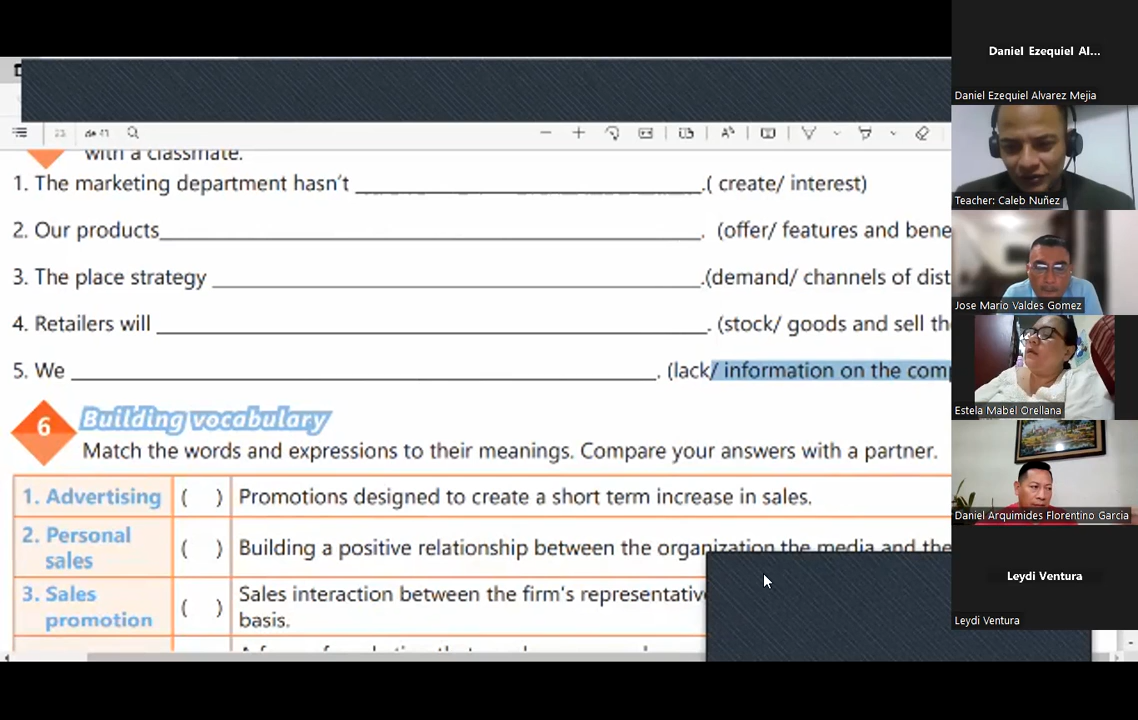 Daniel Ezequiel Al...
Daniel Ezequiel Alvarez Mejia
with a classmate.
1. The marketing department hasn't ______.( create/ interest)
Teacher: Caleb Nuñez
2. Our products______. (offer/ features and bene
3. The place strategy ______.(demand/ channels of dist
Jose Mario Valdes Gomez
4. Retailers will ______. (stock/ goods and sell th
5. We ______. (lack/ information on the comp
Estela Mabel Orellana
6 Building vocabulary
Match the words and expressions to their meanings. Compare your answers with a partner.
1. Advertising ( ) Promotions designed to create a short term increase in sales.
Daniel Arquimides Florentino Garcia
2. Personal sales ( ) Building a positive relationship between the organization the media and the
3. Sales promotion ( ) Sales interaction between the firm's representativ
basis.
Leydi Ventura
Leydi Ventura